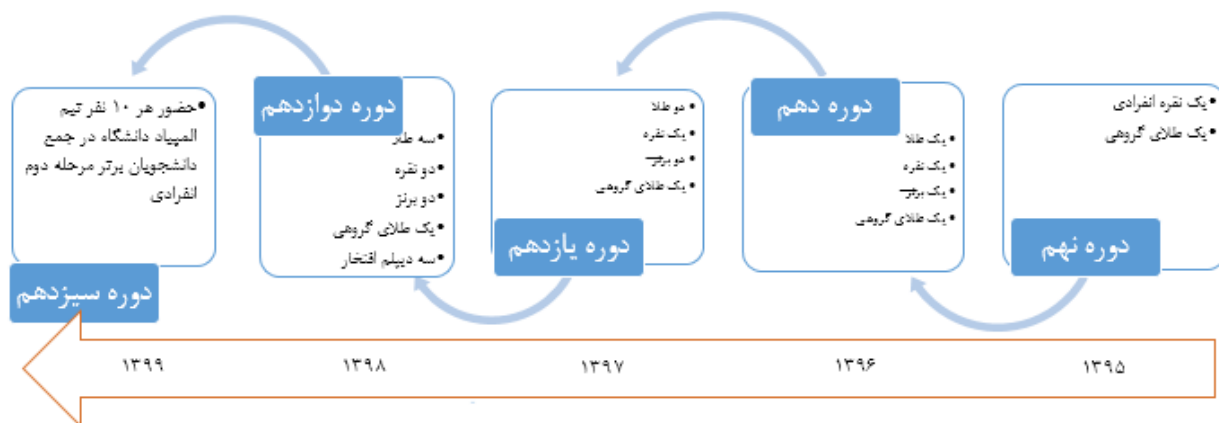 دوره نهم
•یک نقره انفرادی
•یک طلای گروهی
دوره دهم
•یک طلا
•یک نقره
•یک برنز
•یک طلای گروهی
دوره یازدهم
•دو طلا
•یک نقره
•دو برنز
•یک طلای گروهی
دوره دوازدهم
•سه طلا
•دو نقره
•دو برنز
•یک طلای گروهی
•سه دیپلم افتخار
دوره سیزدهم
•حضور هر ۱۰ نفر تیم
المپیاد دانشگاه در جمع
دانشجویان برتر مرحله دوم
انفرادی
۱۳۹۵
۱۳۹۶
۱۳۹۷
۱۳۹۸
۱۳۹۹